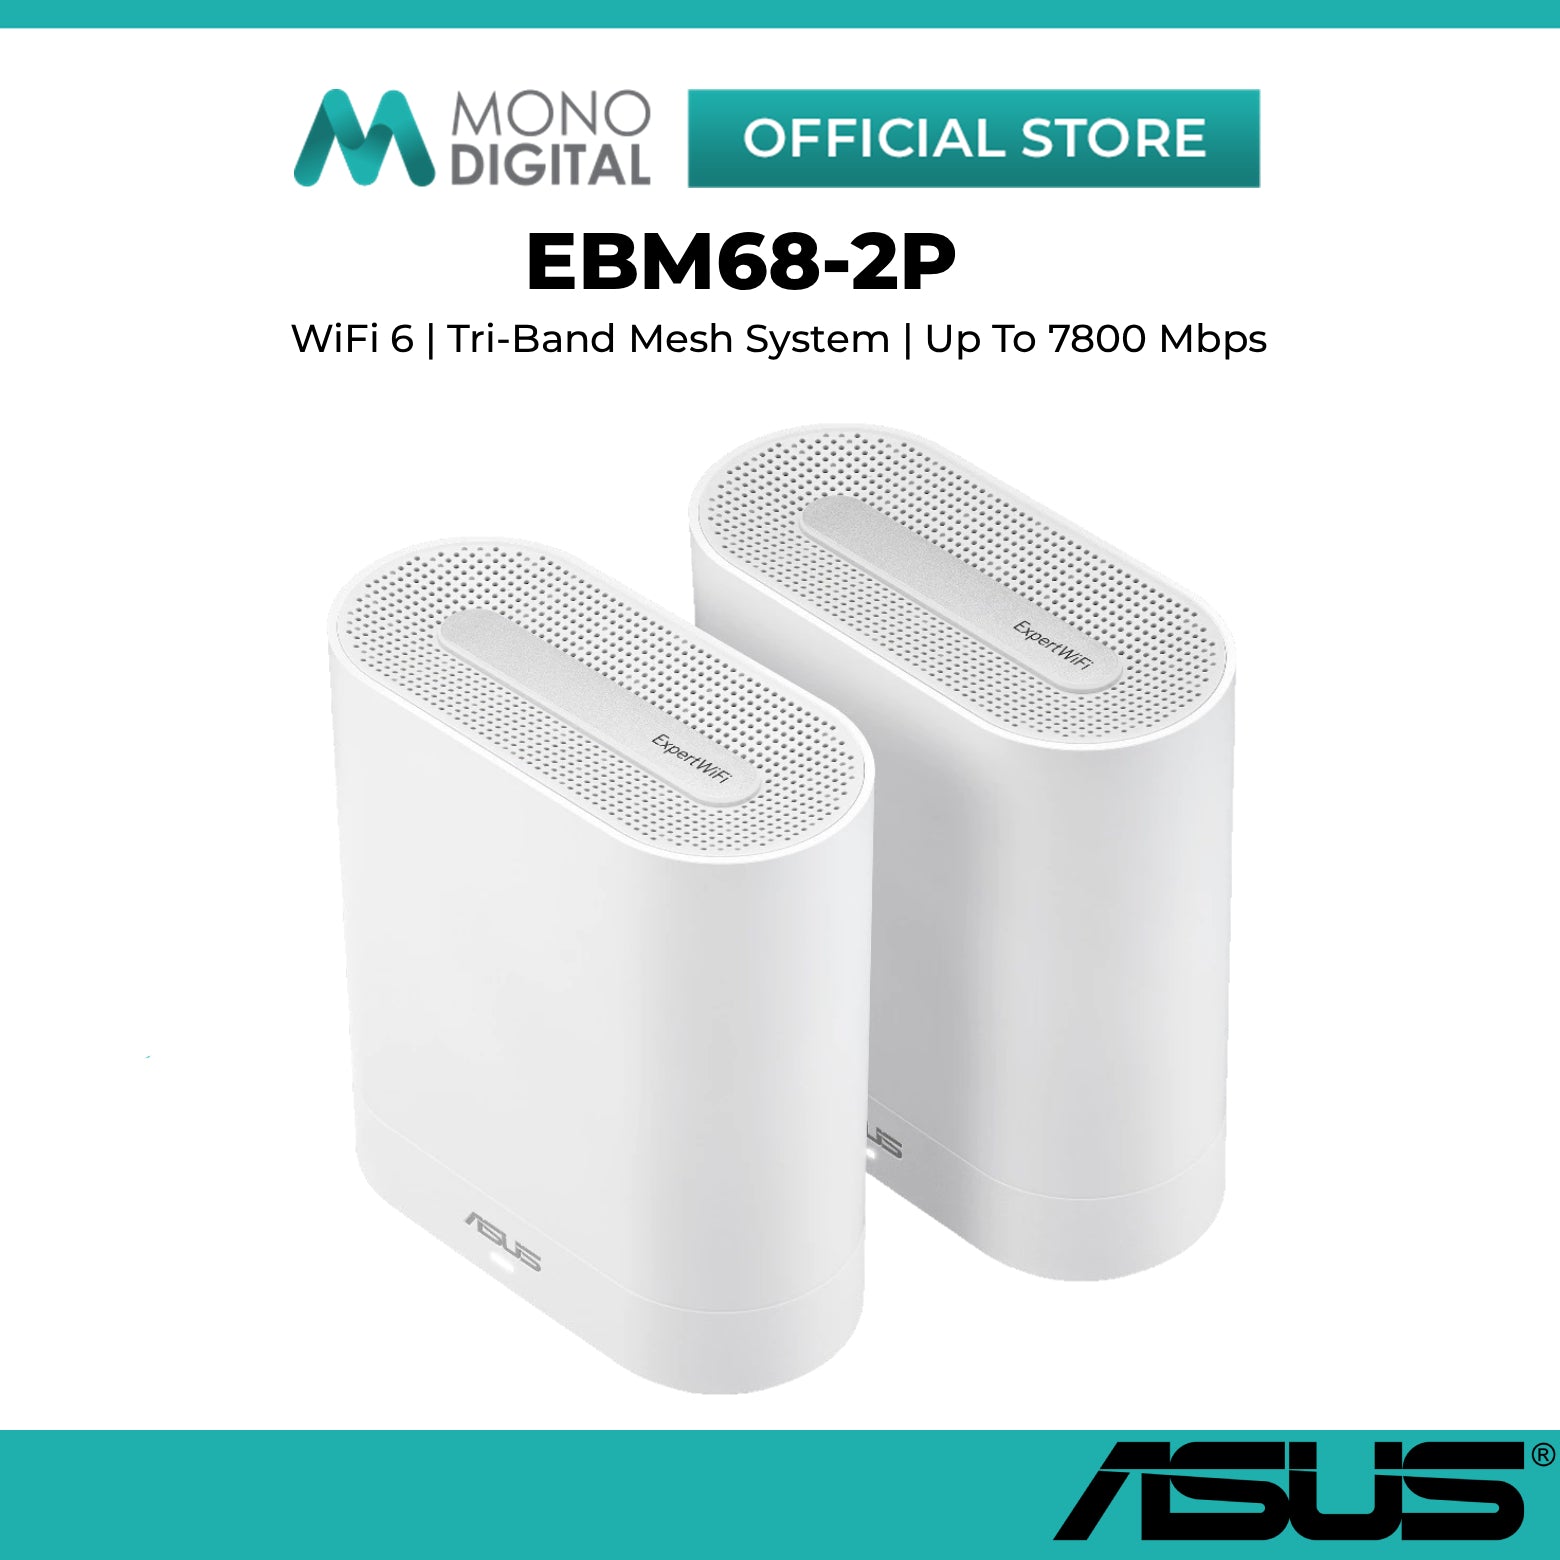 MONO
DIGITAL
OFFICIAL STORE
EBM68-2P
WiFi 6 | Tri-Band Mesh System | Up To 7800 Mbps
ExpertWiFi
ExpertWiFi
ASUS
ASUS®